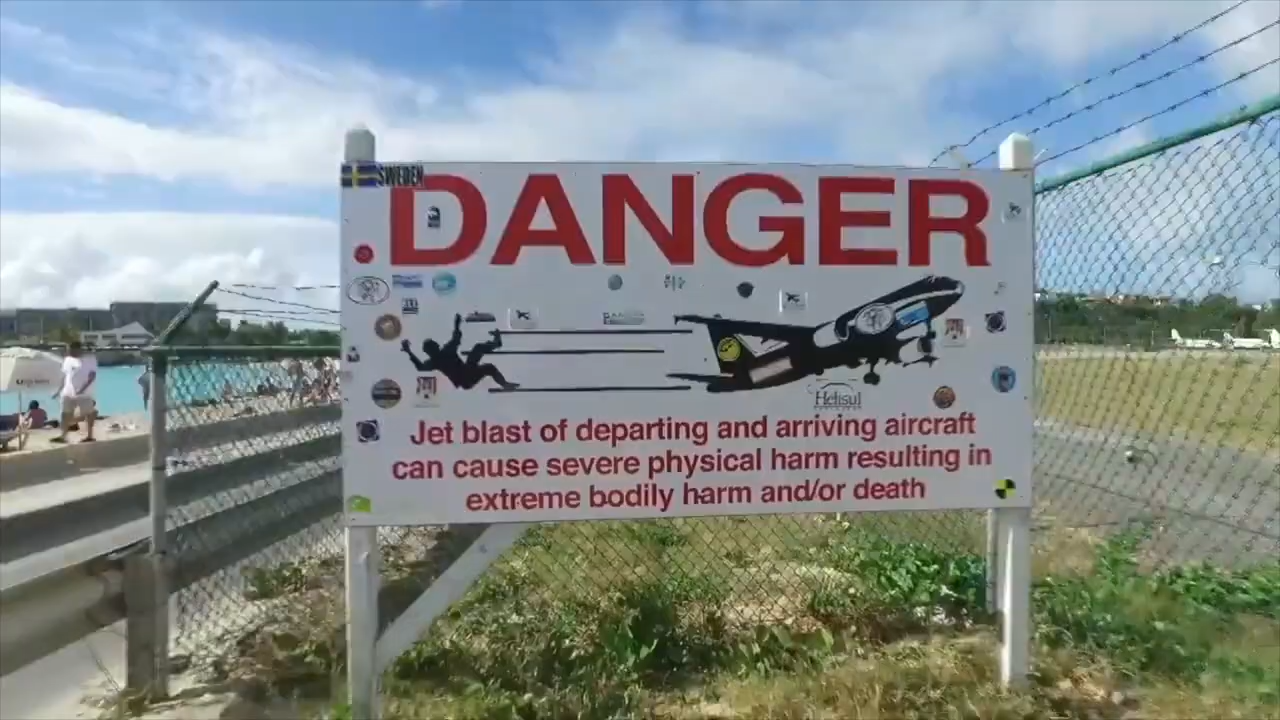 SWEDEN
DANGER
Helisul
Jet blast of departing and arriving aircraft
can cause severe physical harm resulting in
extreme bodily harm and/or death